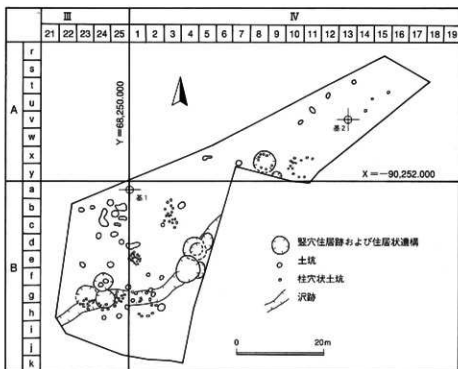 III IV
21 22 23 24 25 1 2 3 4 5 6 7 8 9 10 11 12 13 14 15 16 17 18 19
A
r
s
t
u
v
w
x
y
B
a
b
c
d
e
f
g
h
i
j
k
Y=68,250.000
X=-90,252.000
基2
基1
竪穴住居跡および住居状遺構
土坑
柱穴状土坑
沢跡
0 20m